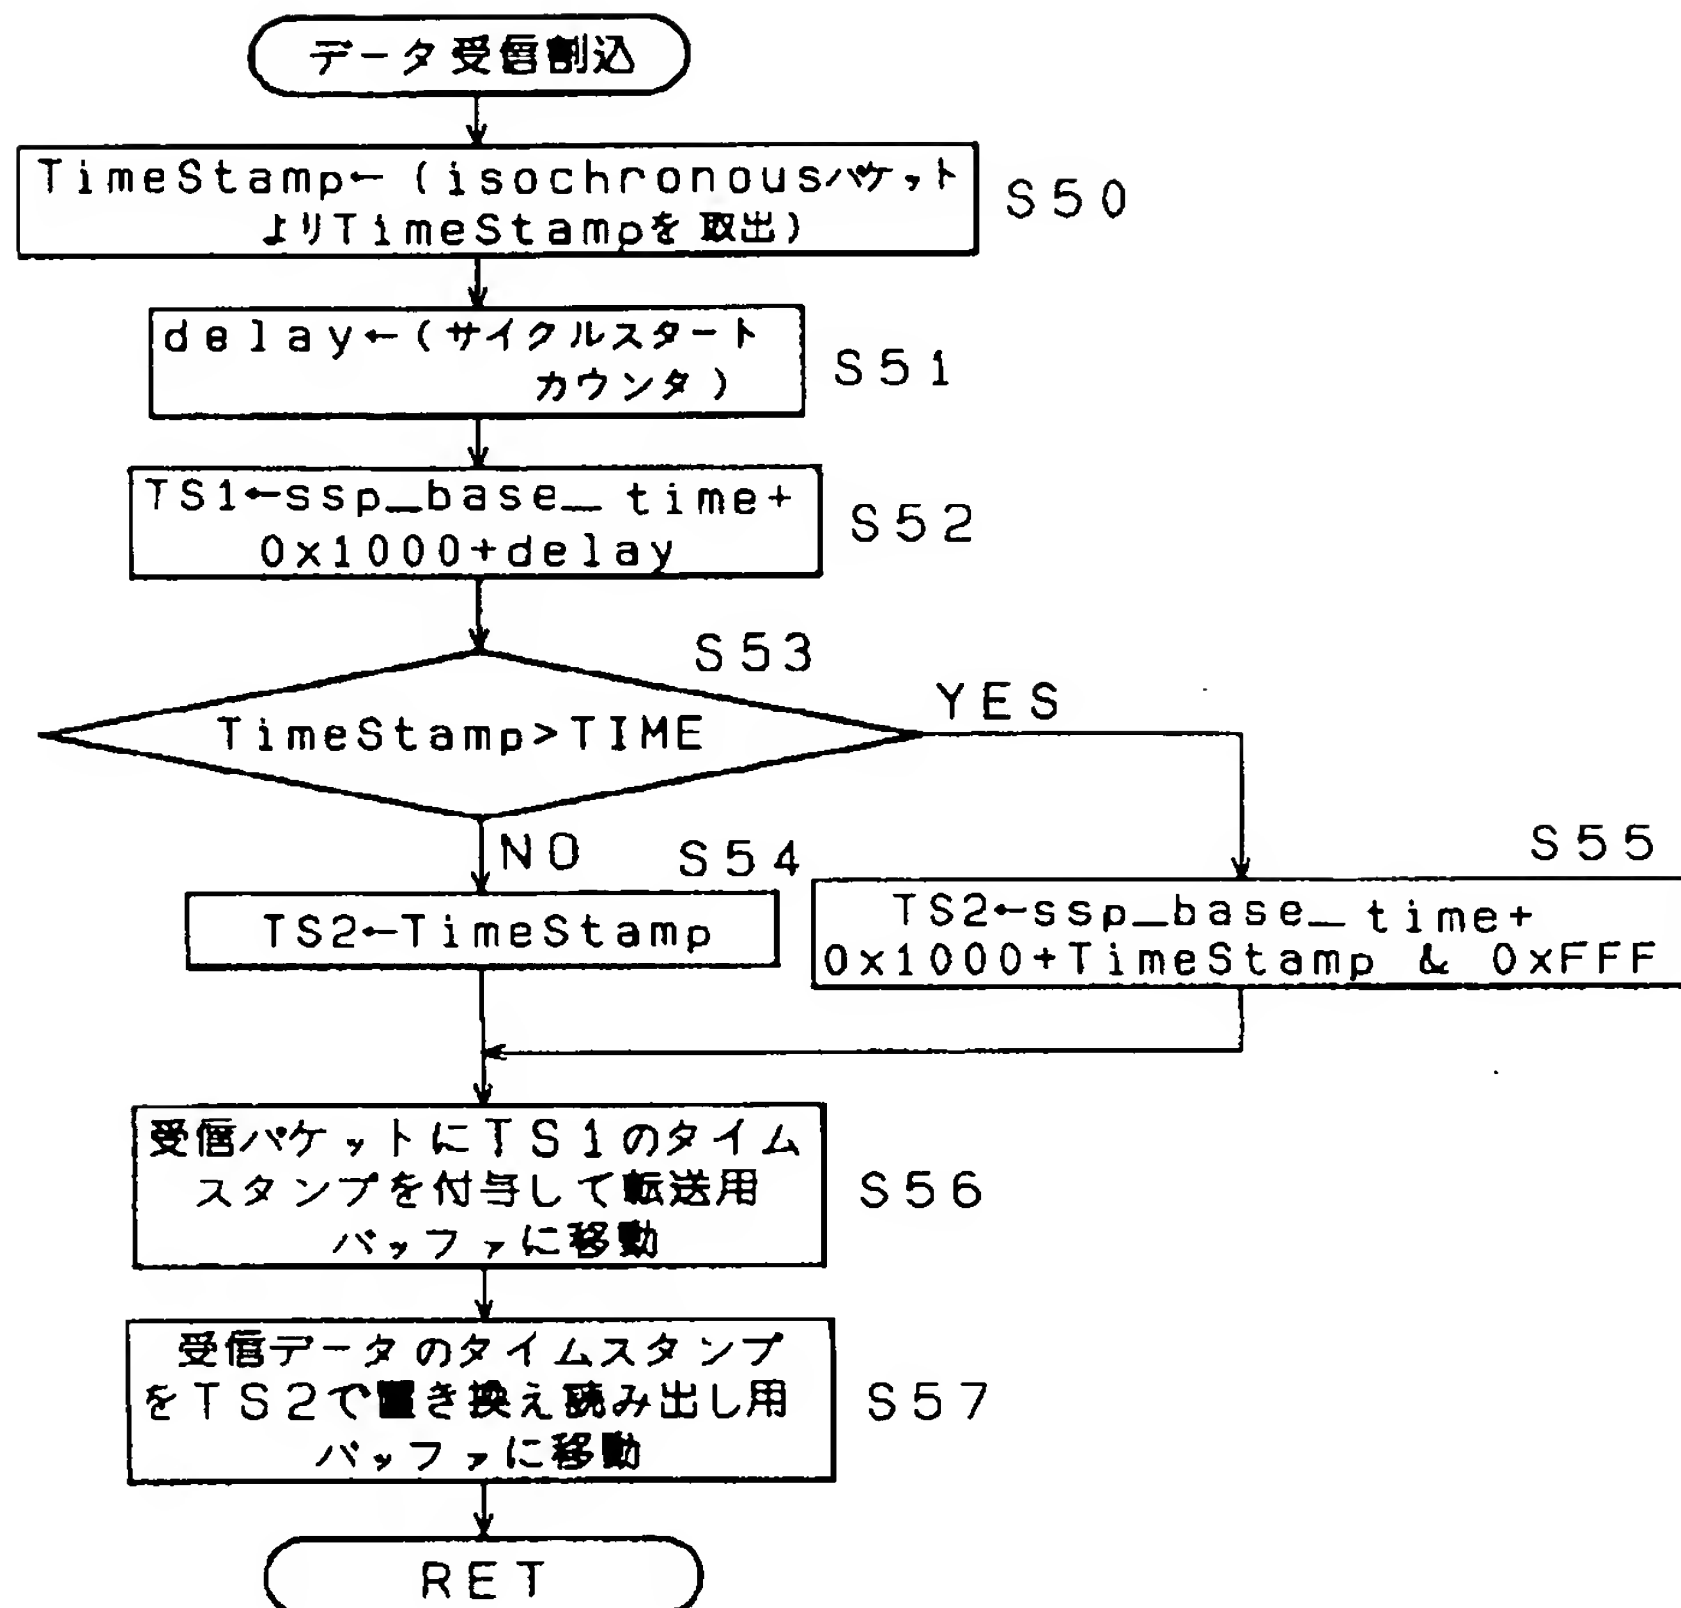 データ受信割込
TimeStamp←(isochronousパケット
よりTimeStampを取出)
S50
delay←(サイクルスタート
カウンタ)
S51
TS1←ssp_base_time+
0x1000+delay
S52
S53
TimeStamp>TIME
YES
NO
S54
TS2←TimeStamp
S55
TS2←ssp_base_time+
0x1000+TimeStamp & 0xFFF
受信パケットにTS1のタイム
スタンプを付与して転送用
バッファに移動
S56
受信データのタイムスタンプ
をTS2で置き換え読み出し用
バッファに移動
S57
RET